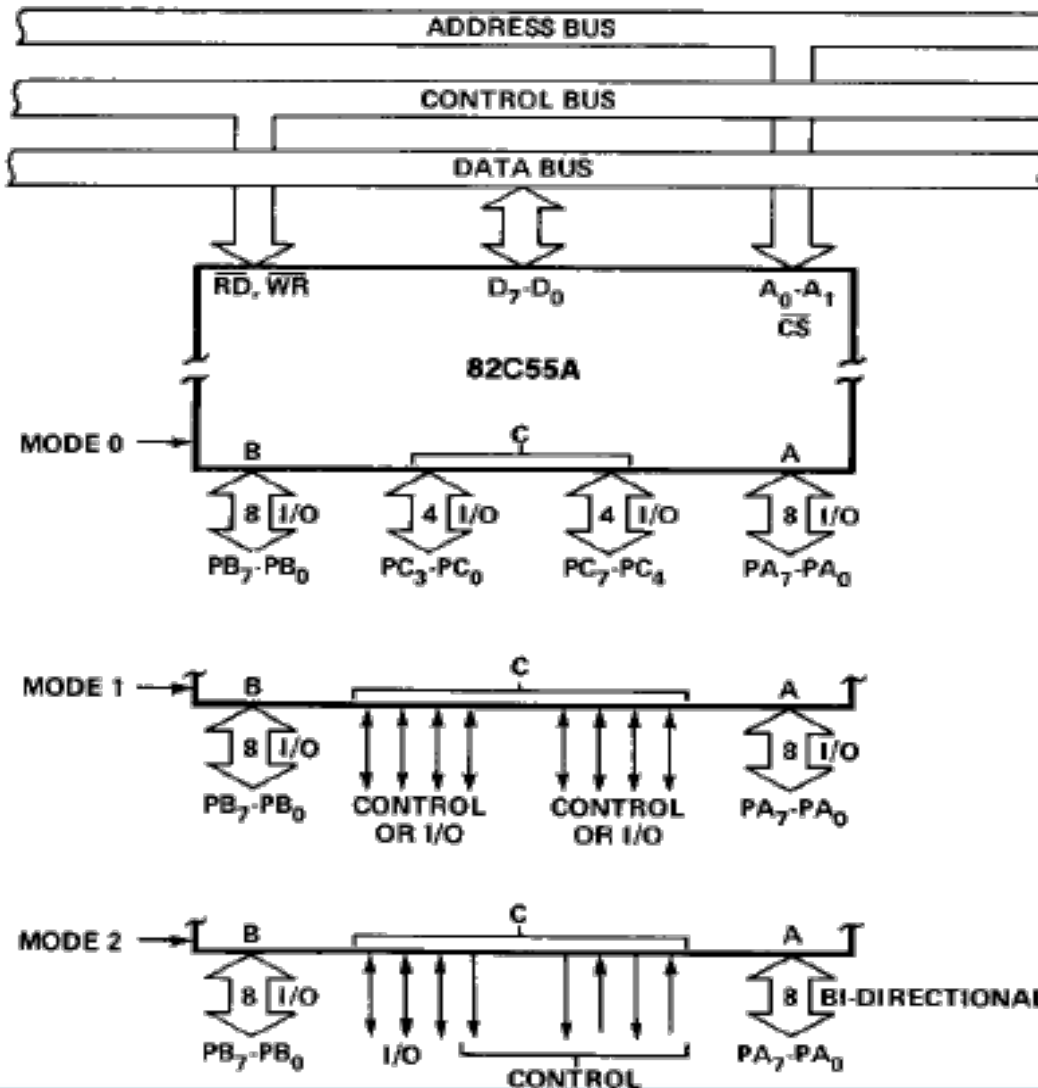 ADDRESS BUS
CONTROL BUS
DATA BUS
RD, WR D7-D0 A0-A1
CS
82C55A
MODE 0 B C A
8 I/O 4 I/O 4 I/O 8 I/O
PB7-PB0 PC3-PC0 PC7-PC4 PA7-PA0
MODE 1 B C A
8 I/O 8 I/O
PB7-PB0 CONTROL CONTROL PA7-PA0
OR I/O OR I/O
MODE 2 B C A
8 I/O 8 BI-DIRECTIONAL
PB7-PB0 I/O PA7-PA0
CONTROL